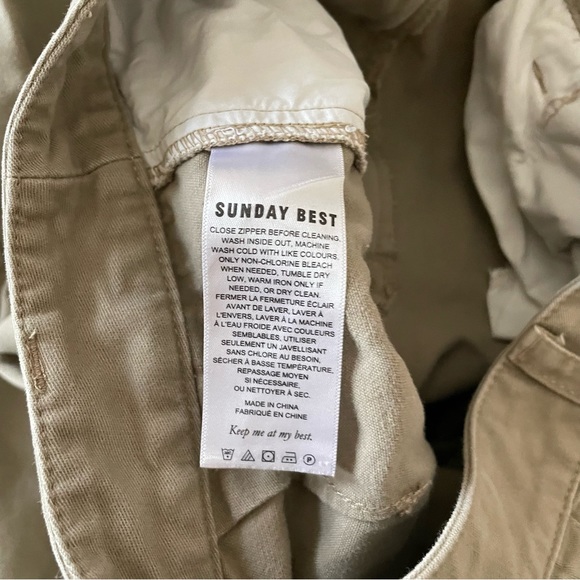 SUNDAY BEST
CLOSE ZIPPER BEFORE CLEANING.
WASH INSIDE OUT, MACHINE
WASH COLD WITH LIKE COLOURS.
ONLY NON-CHLORINE BLEACH
WHEN NEEDED, TUMBLE DRY
LOW, WARM IRON ONLY IF
NEEDED, OR DRY CLEAN.
FERMER LA FERMETURE ÉCLAIR
AVANT DE LAVER, LAVER À
L'ENVERS, LAVER À LA MACHINE
À L'EAU FROIDE AVEC COULEURS
SEMBLABLES, UTILISER
SEULEMENT UN JAVELLISANT
SANS CHLORE AU BESOIN,
SÉCHER À BASSE TEMPÉRATURE,
REPASSAGE MOYEN
SI NÉCESSAIRE,
OU NETTOYER À SEC.
MADE IN CHINA
FABRIQUÉ EN CHINE
Keep me at my best.
P